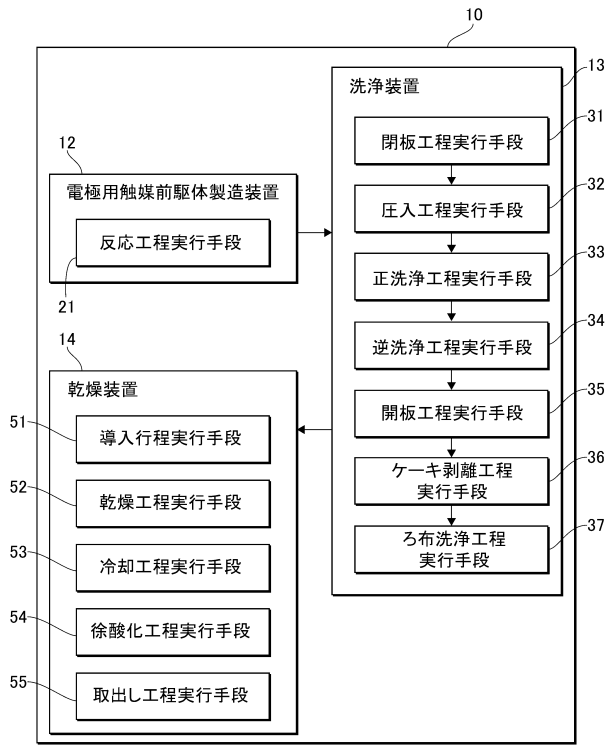 10
12
電極用触媒前駆体製造装置
反応工程実行手段
21
13
洗浄装置
31
閉板工程実行手段
32
圧入工程実行手段
33
正洗浄工程実行手段
34
逆洗浄工程実行手段
35
開板工程実行手段
36
ケーキ剥離工程
実行手段
37
ろ布洗浄工程
実行手段
14
乾燥装置
51
導入行程実行手段
52
乾燥工程実行手段
53
冷却工程実行手段
54
徐酸化工程実行手段
55
取出し工程実行手段